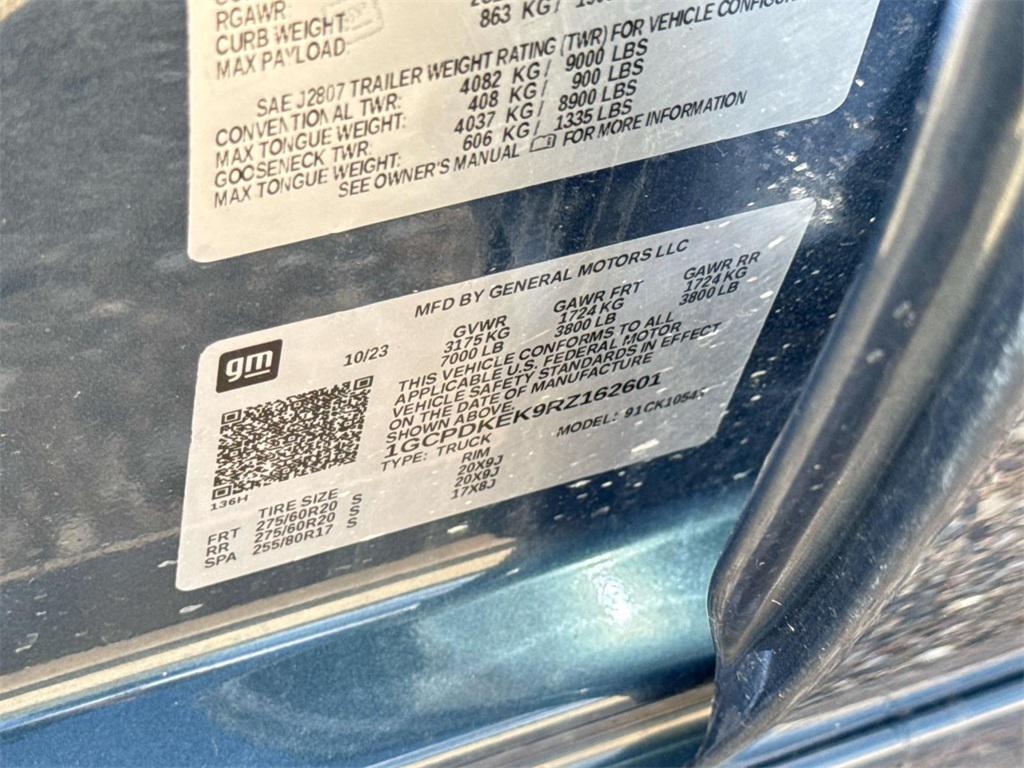 RGAWR:
CURB WEIGHT: 863 KG/
MAX PAYLOAD:
SAE J2807 TRAILER WEIGHT RATING (TWR) FOR VEHICLE
CONVENTIONAL TWR: 4082 KG/ 9000 LBS
MAX TONGUE WEIGHT: 408 KG/ 900 LBS
GOOSENECK TWR: 4037 KG/ 8900 LBS
MAX TONGUE WEIGHT: 606 KG/ 1335 LBS
SEE OWNER'S MANUAL FOR MORE INFORMATION
MFD BY GENERAL MOTORS LLC
gm 10/23
GVWR GAWR FRT GAWR RR
3175 KG 1724 KG 1724 KG
7000 LB 3800 LB 3800 LB
THIS VEHICLE CONFORMS TO ALL
APPLICABLE U.S. FEDERAL MOTOR
VEHICLE SAFETY STANDARDS IN EFFECT
ON THE DATE OF MANUFACTURE
SHOWN ABOVE.
1GCPDKEK9RZ162601
TYPE: TRUCK MODEL:
136H
TIRE SIZE RIM
FRT 275/60R20 S 20X9J
RR 275/60R20 S 20X9J
SPA 255/80R17 S 17X8J